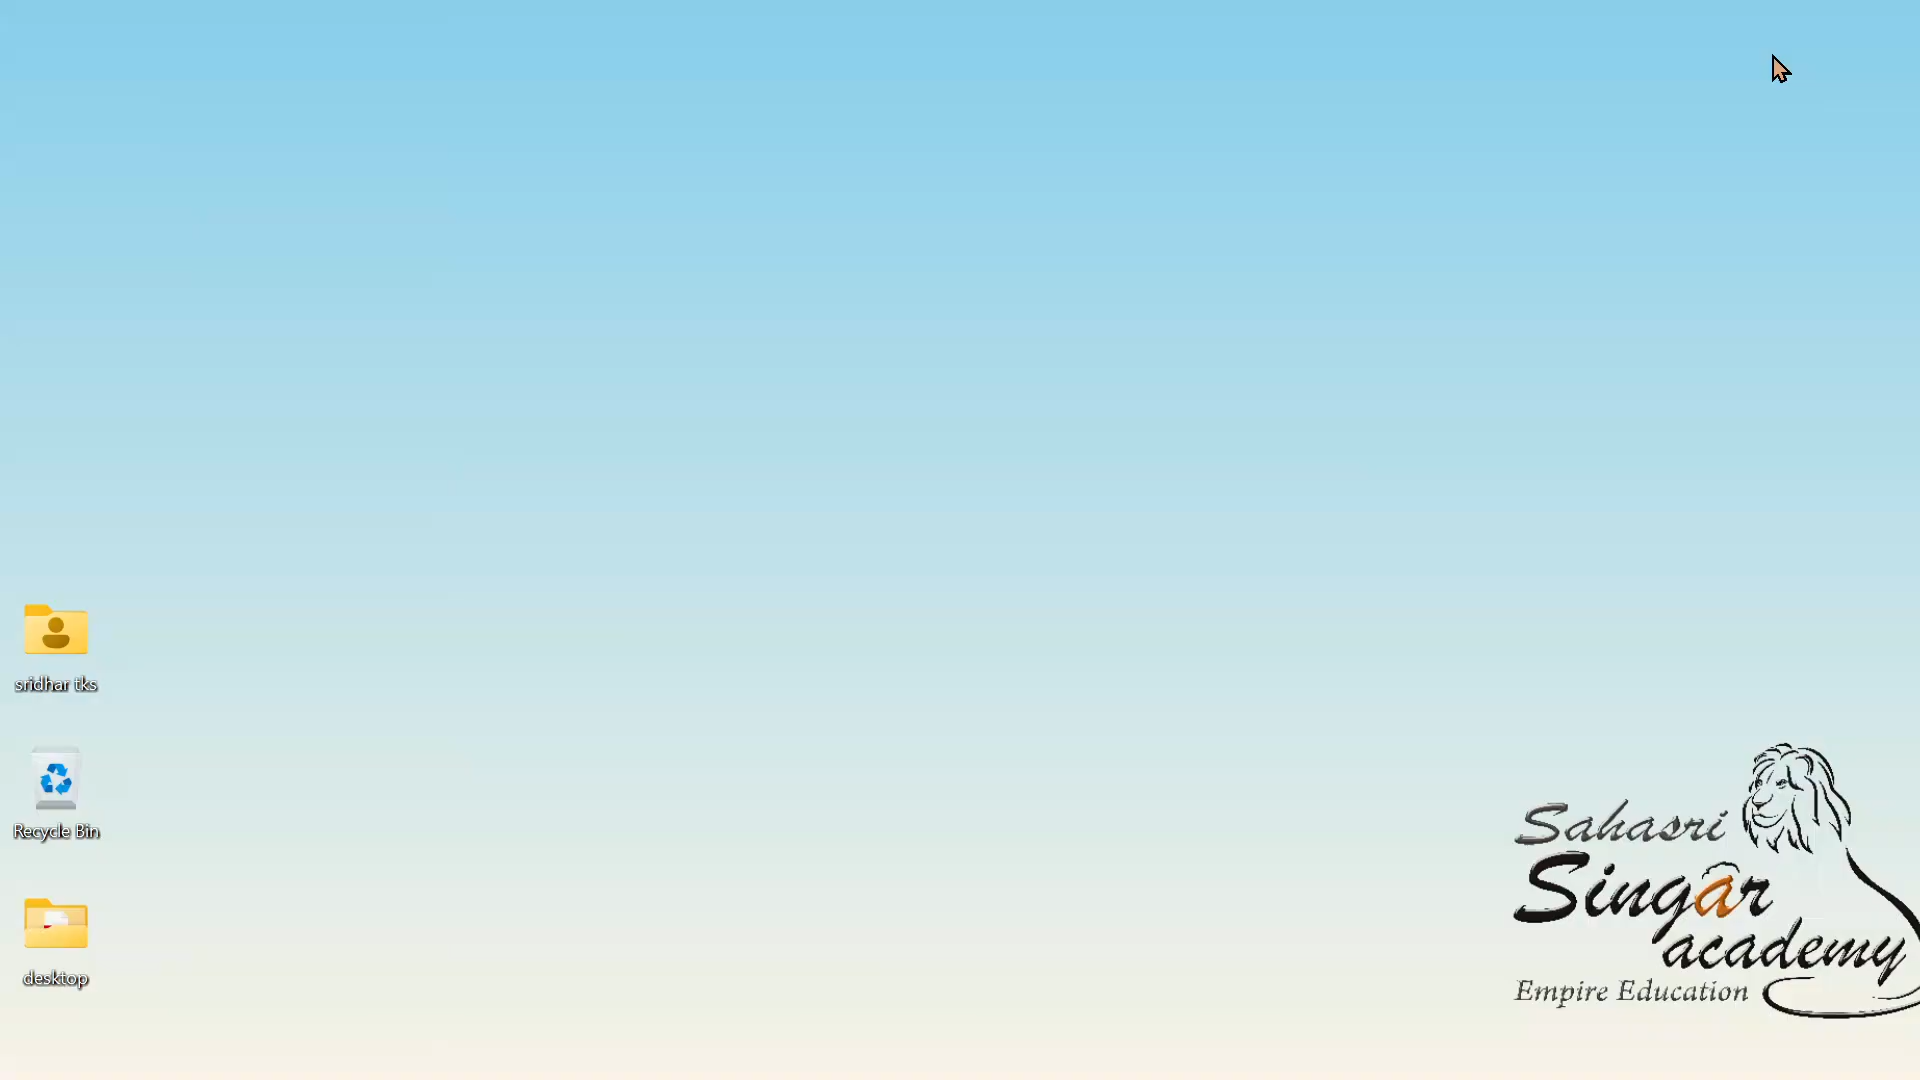 sridhar tks
Recycle Bin
desktop
Sahasri
Singar
academy
Empire Education